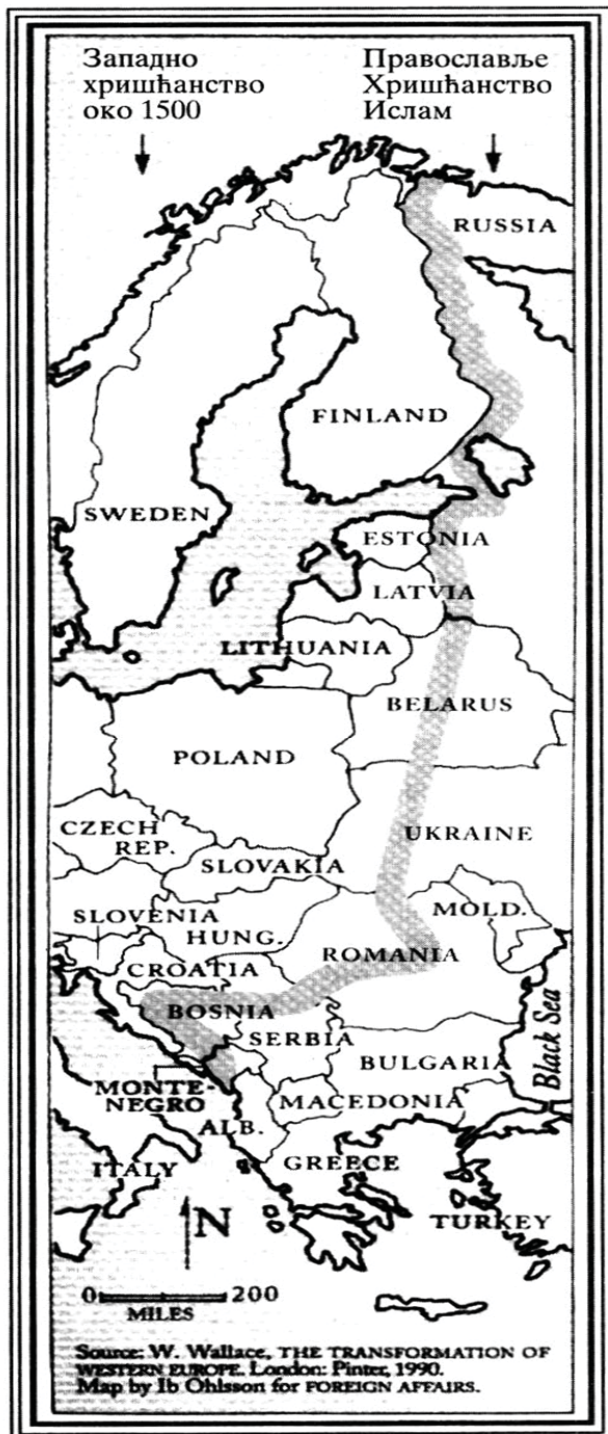 Западно
хришћанство
око 1500
Православље
Хришћанство
Ислам
RUSSIA
FINLAND
SWEDEN
ESTONIA
LATVIA
LITHUANIA
BELARUS
POLAND
CZECH
REP.
UKRAINE
SLOVAKIA
SLOVENIA
HUNG.
MOLD.
ROMANIA
CROATIA
BOSNIA
SERBIA
BULGARIA
Black Sea
MONTE-
NEGRO
MACEDONIA
ALB.
ITALY
GREECE
TURKEY
N
0 200
MILES
Source: W. Wallace, THE TRANSFORMATION OF
WESTERN EUROPE. London: Pinter, 1990.
Map by Ib Ohlsson for FOREIGN AFFAIRS.